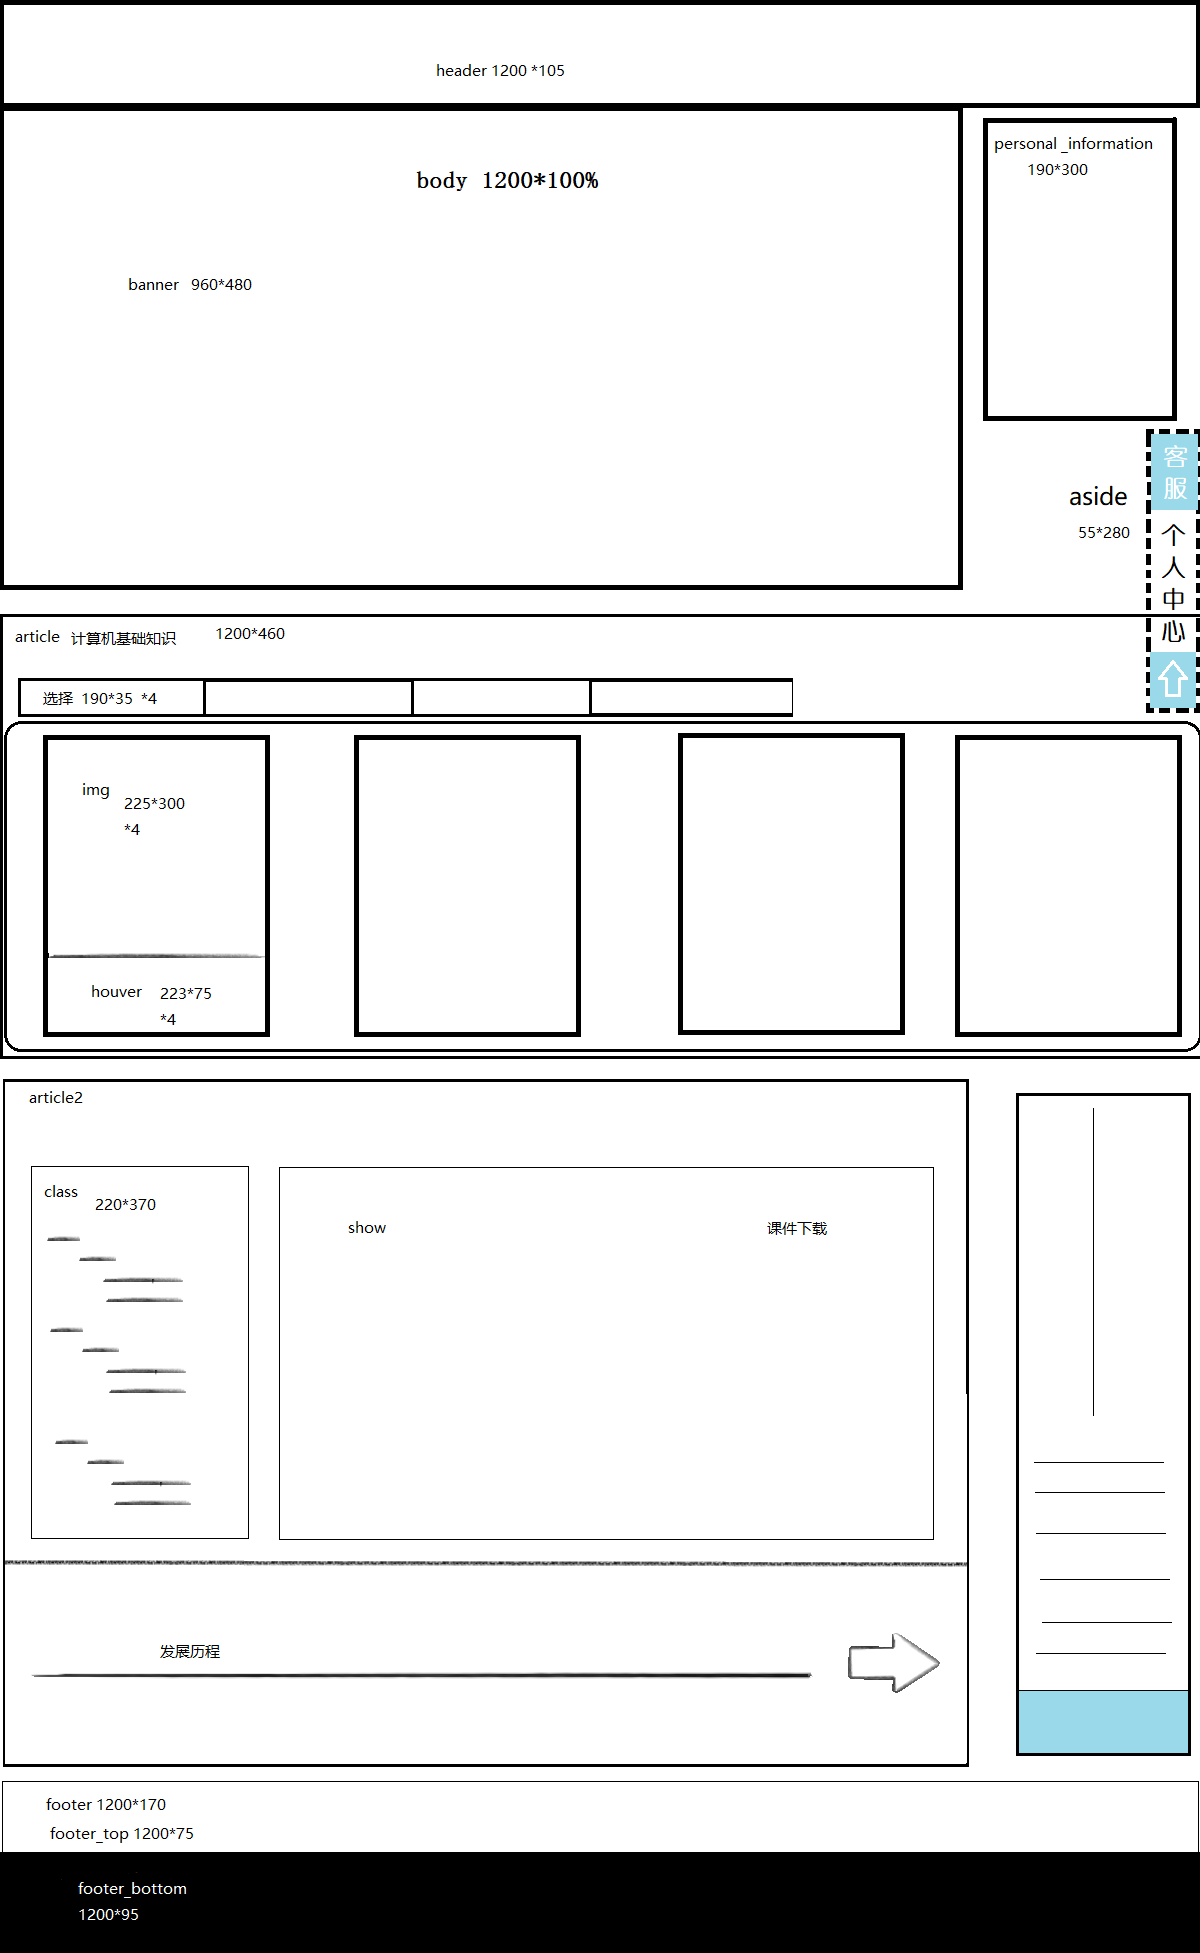 header 1200 *105
body 1200*100%
banner 960*480
personal _information
190*300
客
服
aside
55*280
个
人
中
心
article 计算机基础知识 1200*460
选择 190*35 *4
img
225*300
*4
houver 223*75
*4
article2
class
220*370
show 课件下载
发展历程
footer 1200*170
footer_top 1200*75
footer_bottom
1200*95